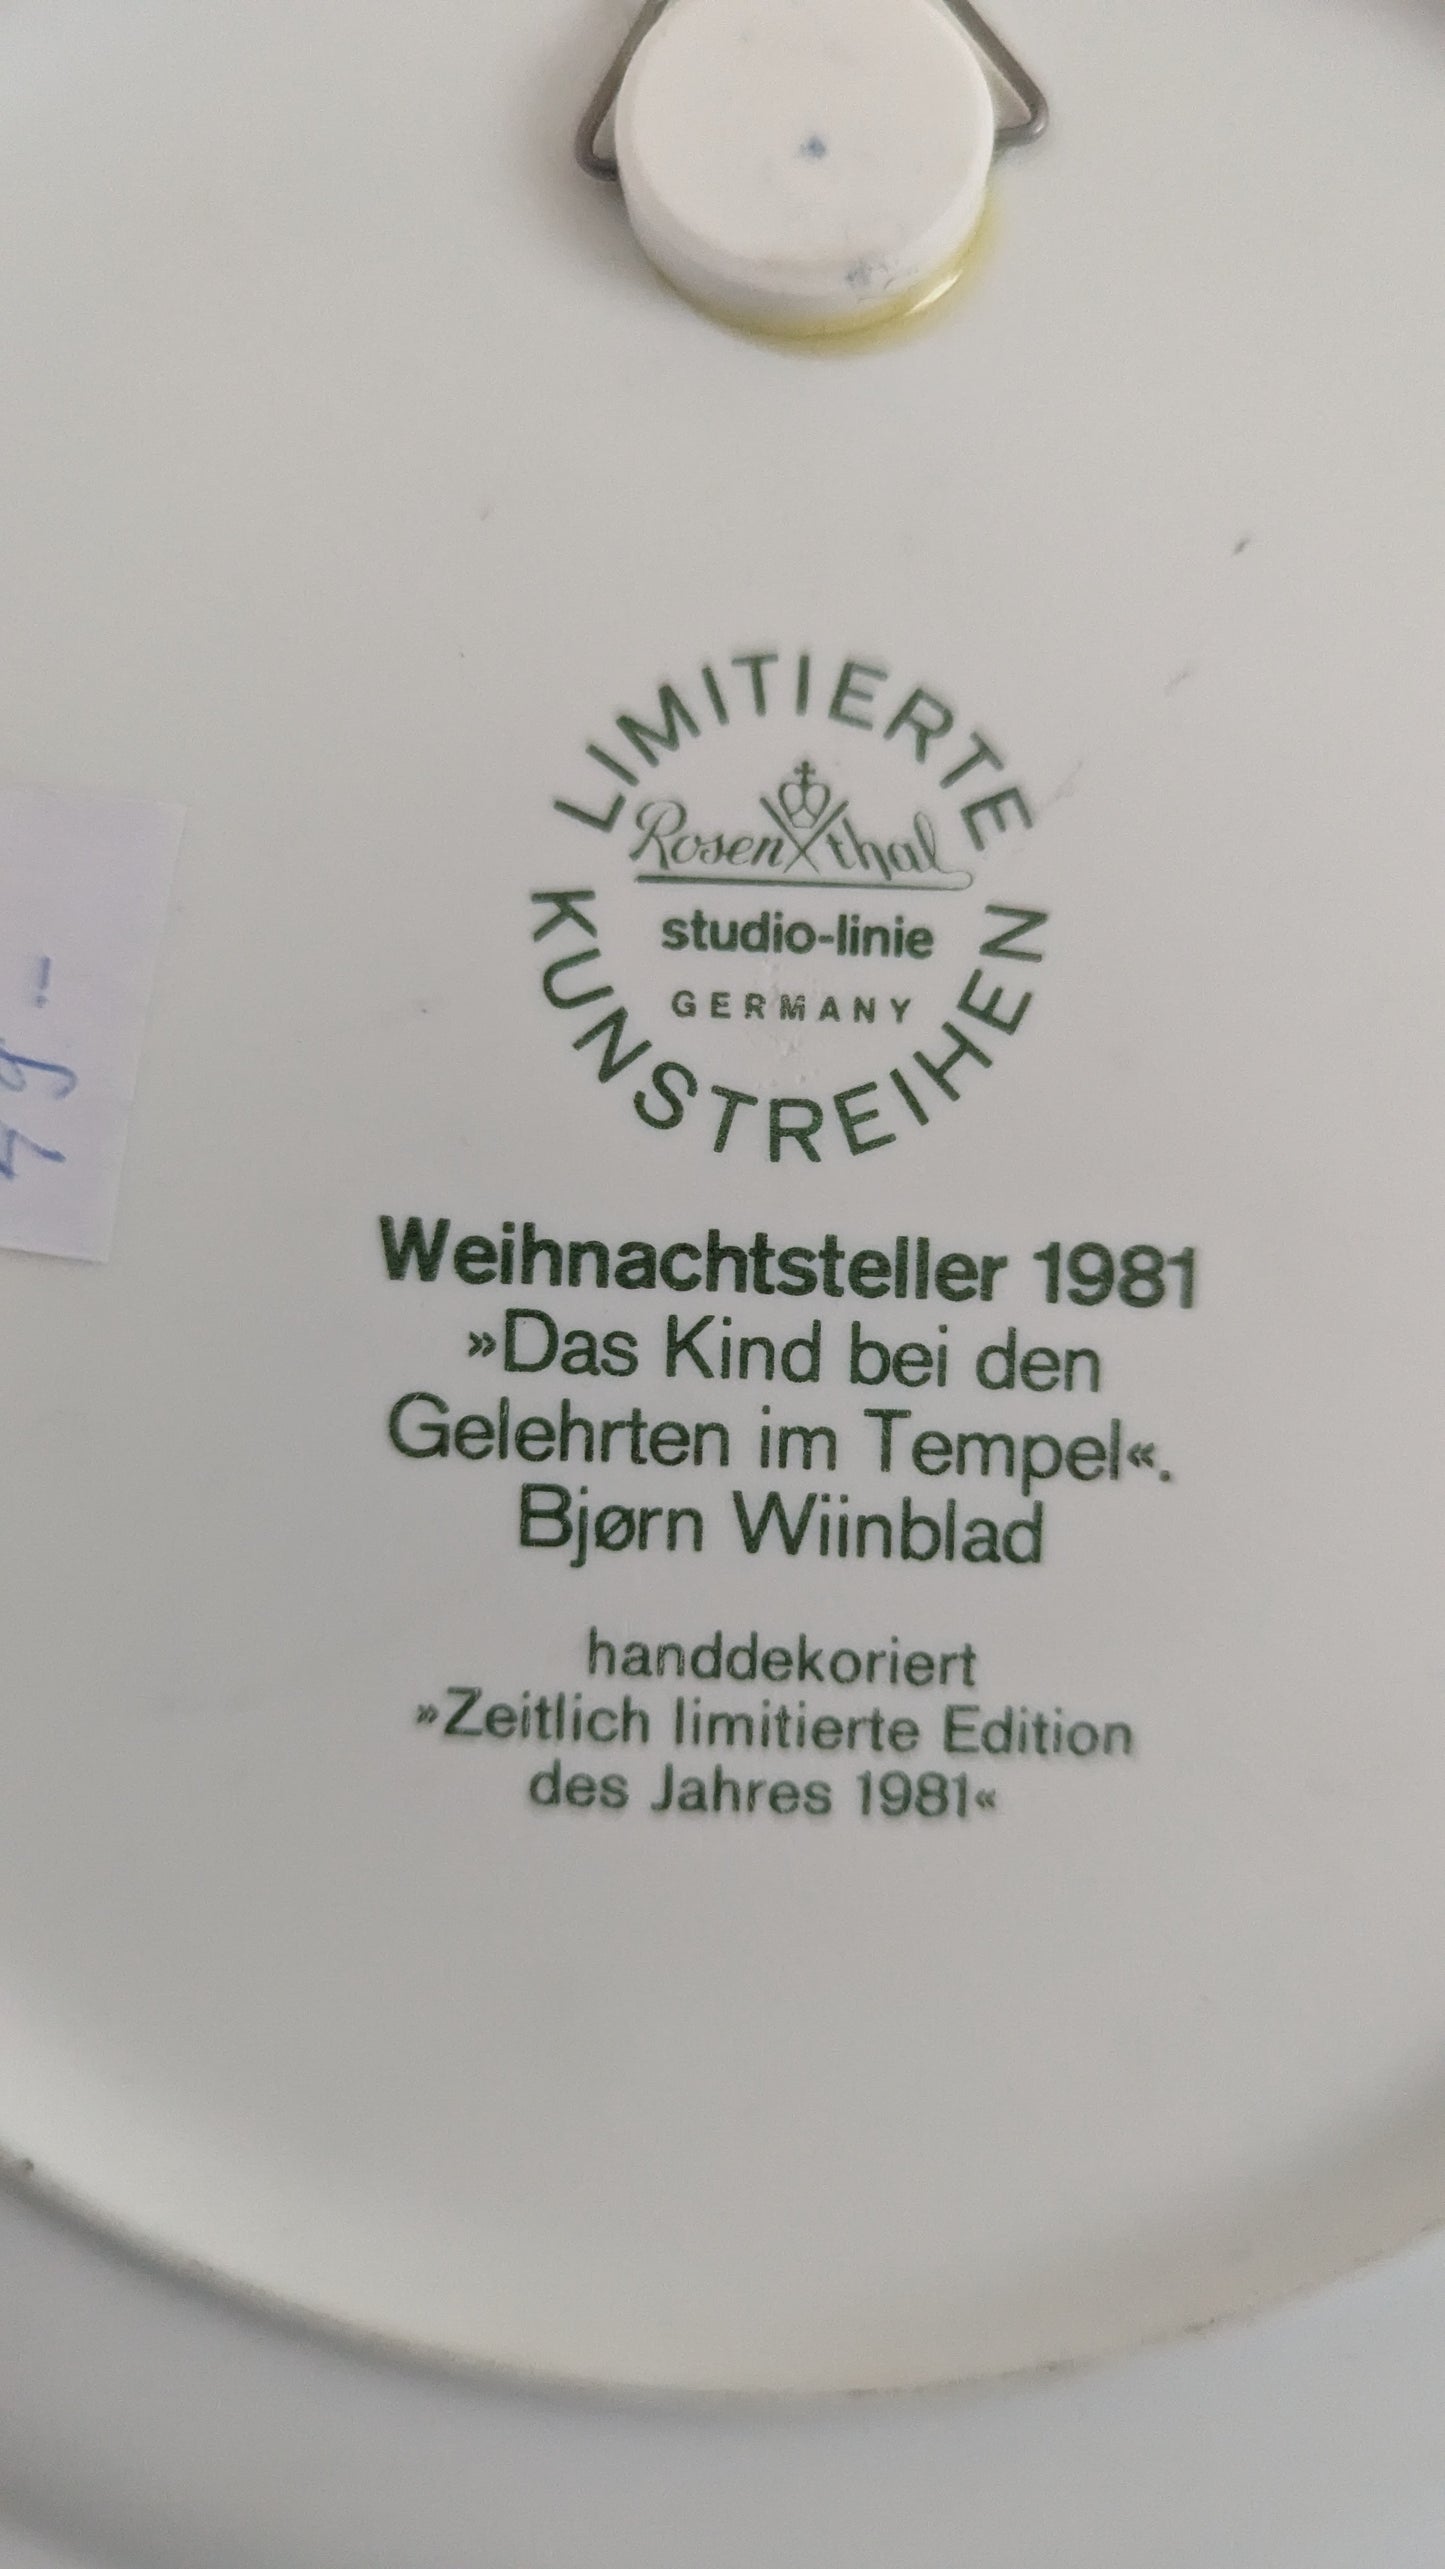 LIMITIERTE
Rosenthal
studio-linie
GERMANY
KUNSTREIHEN
Weihnachtsteller 1981
»Das Kind bei den
Gelehrten im Tempel«.
Bjørn Wiinblad
handdekoriert
»Zeitlich limitierte Edition
des Jahres 1981«